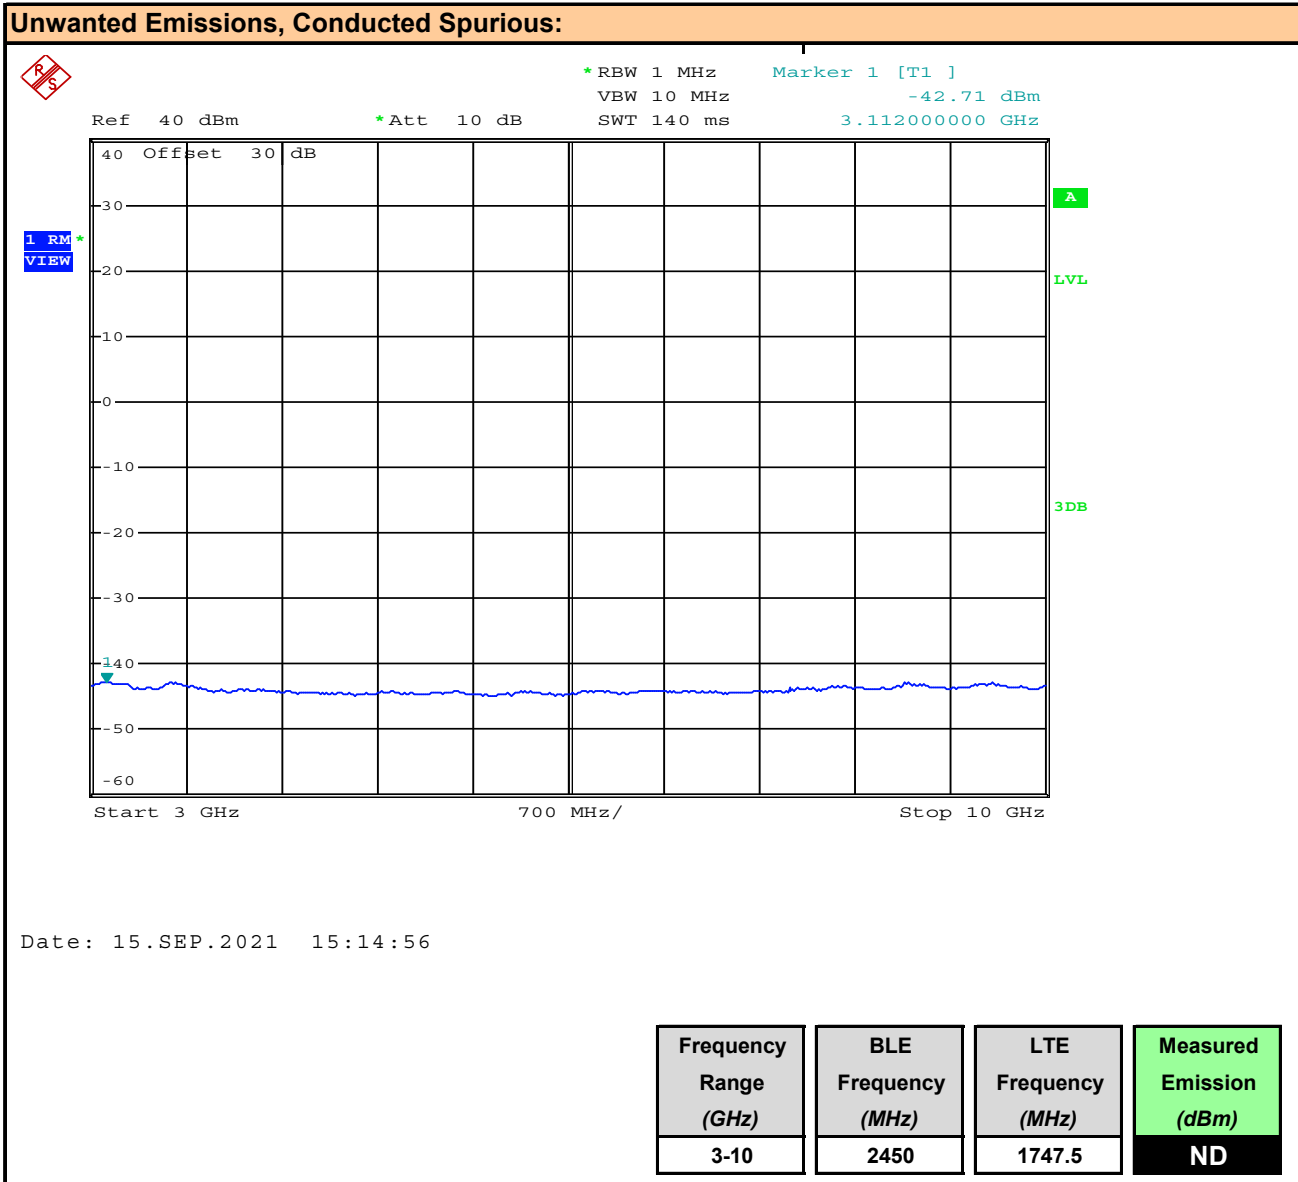 Unwanted Emissions, Conducted Spurious:
R S
* RBW 1 MHz Marker 1 [T1 ]
VBW 10 MHz -42.71 dBm
Ref 40 dBm * Att 10 dB SWT 140 ms 3.112000000 GHz
40 Offset 30 dB
A
30
1 RM *
VIEW
20
LVL
10
0
-10
3DB
-20
-30
1
-40
-50
-60
Start 3 GHz 700 MHz/ Stop 10 GHz
Date: 15.SEP.2021 15:14:56
Frequency BLE LTE Measured
Range Frequency Frequency Emission
(GHz) (MHz) (MHz) (dBm)
3-10 2450 1747.5 ND